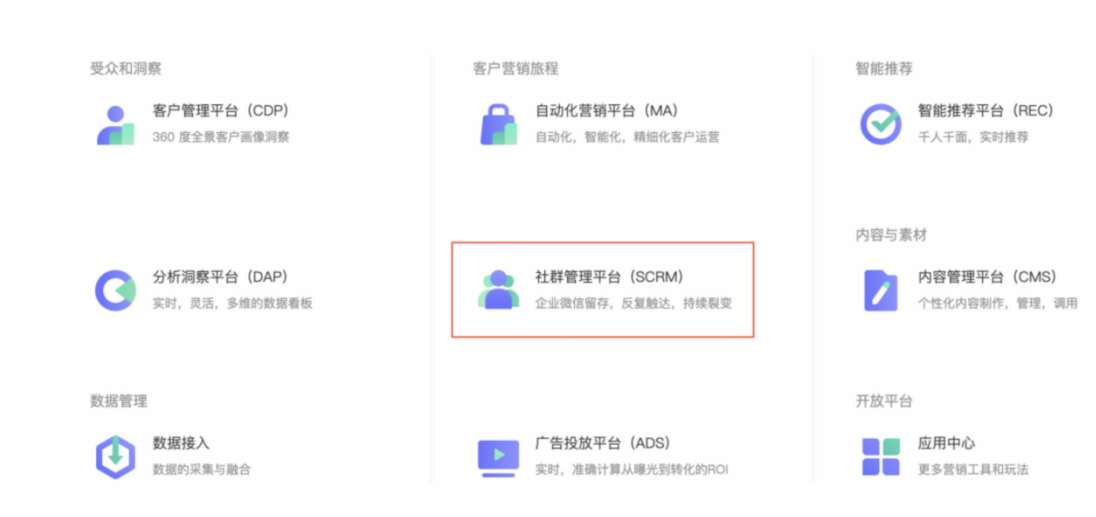 受众和洞察
客户管理平台（CDP）
360 度全景客户画像洞察
分析洞察平台（DAP）
实时，灵活，多维的数据看板
数据管理
数据接入
数据的采集与融合
客户营销旅程
自动化营销平台（MA）
自动化，智能化，精细化客户运营
社群管理平台（SCRM）
企业微信留存，反复触达，持续裂变
广告投放平台（ADS）
实时，准确计算从曝光到转化的ROI
智能推荐
智能推荐平台（REC）
千人千面，实时推荐
内容与素材
内容管理平台（CMS）
个性化内容制作，管理，调用
开放平台
应用中心
更多营销工具和玩法